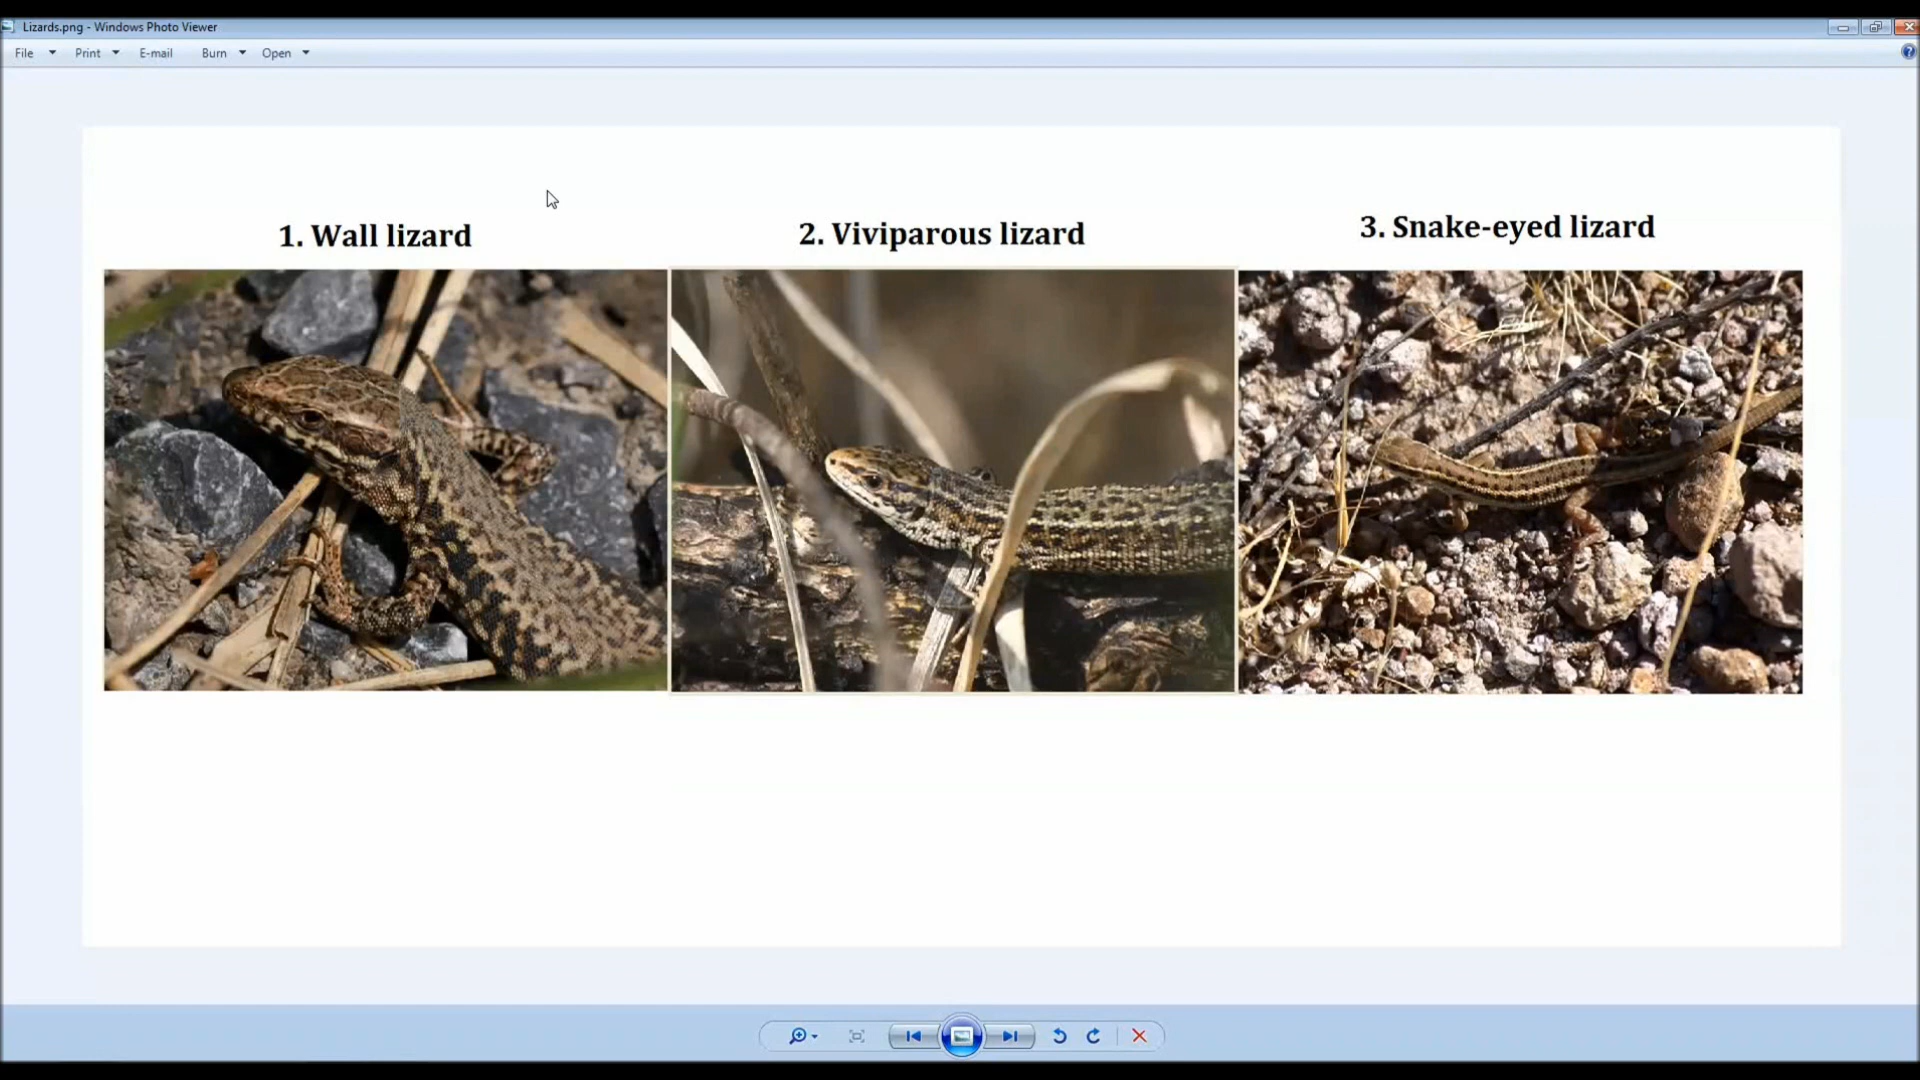 Lizards.png - Windows Photo Viewer
File Print E-mail Burn Open
1. Wall lizard
2. Viviparous lizard
3. Snake-eyed lizard